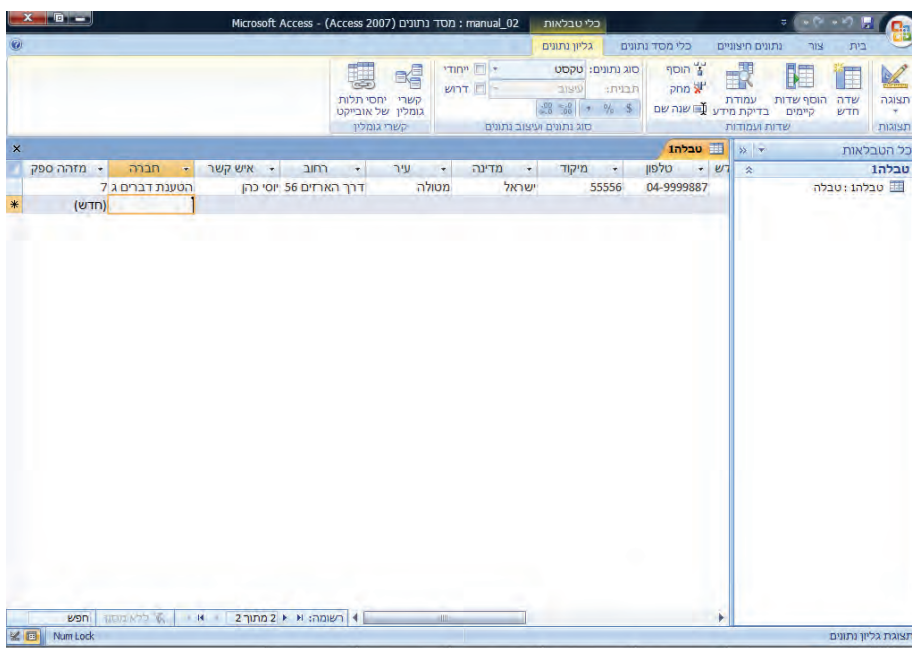 כלי טבלאות
manual_02 : מסד נתונים (Access 2007) - Microsoft Access
בית צור נתונים חיצוניים כלי מסד נתונים גליון נתונים
תצוגה
שדה חדש
הוסף שדות קיימים
עמודת בדיקת מידע
הוסף
מחק
שנה שם
סוג נתונים: טקסט
תבנית: עיצוב
$ %
ייחודי
דרוש
קשרי גומלין
יחסי תלות של אובייקט
תצוגות שדות ועמודות סוג נתונים ועיצוב נתונים קשרי גומלין
כל הטבלאות
טבלה1
טבלה1 : טבלה
טבלה1
מזהה ספק חברה איש קשר רחוב עיר מדינה מיקוד טלפון
7 הטענת דברים ג יוסי כהן דרך הארזים 56 מטולה ישראל 55556 04-9999887
(חדש)
רשומה: 2 מתוך 2 ללא מסנן חפש
תצוגת גליון נתונים Num Lock